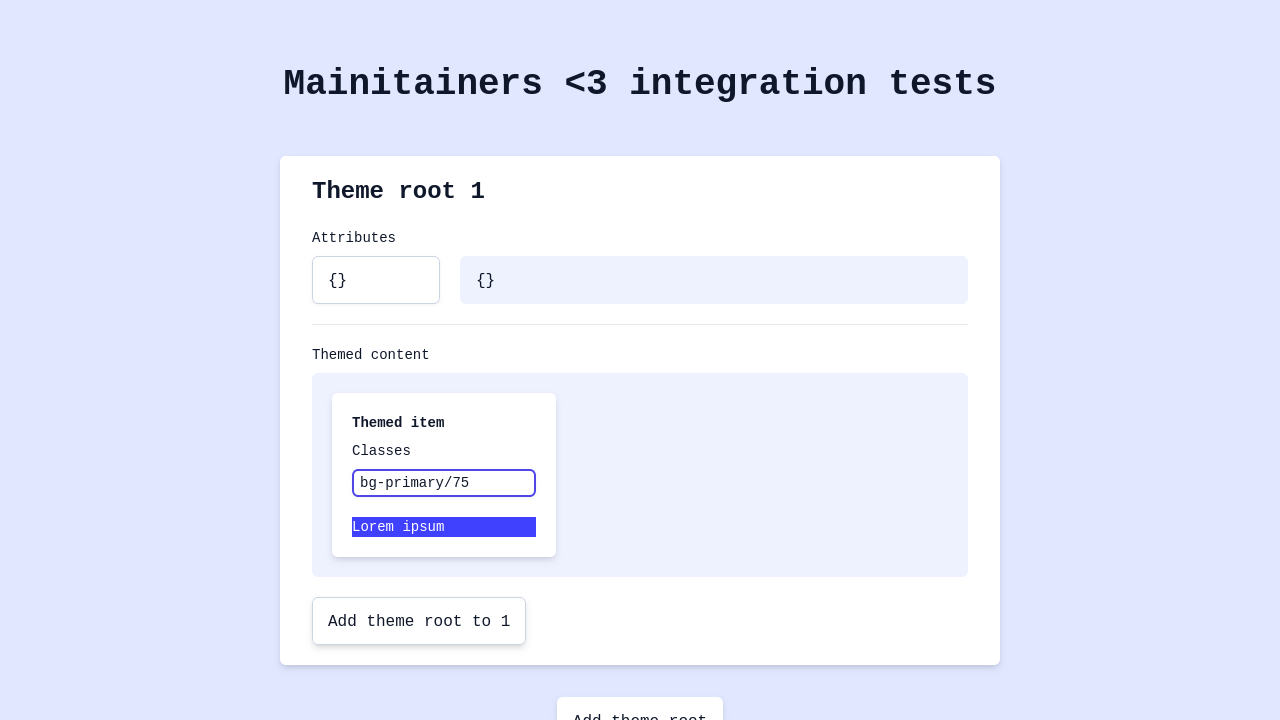 Mainitainers <3 integration tests
Theme root 1
Attributes
{} {}
Themed content
Themed item
Classes
bg-primary/75
Lorem ipsum
Add theme root to 1
Add theme root